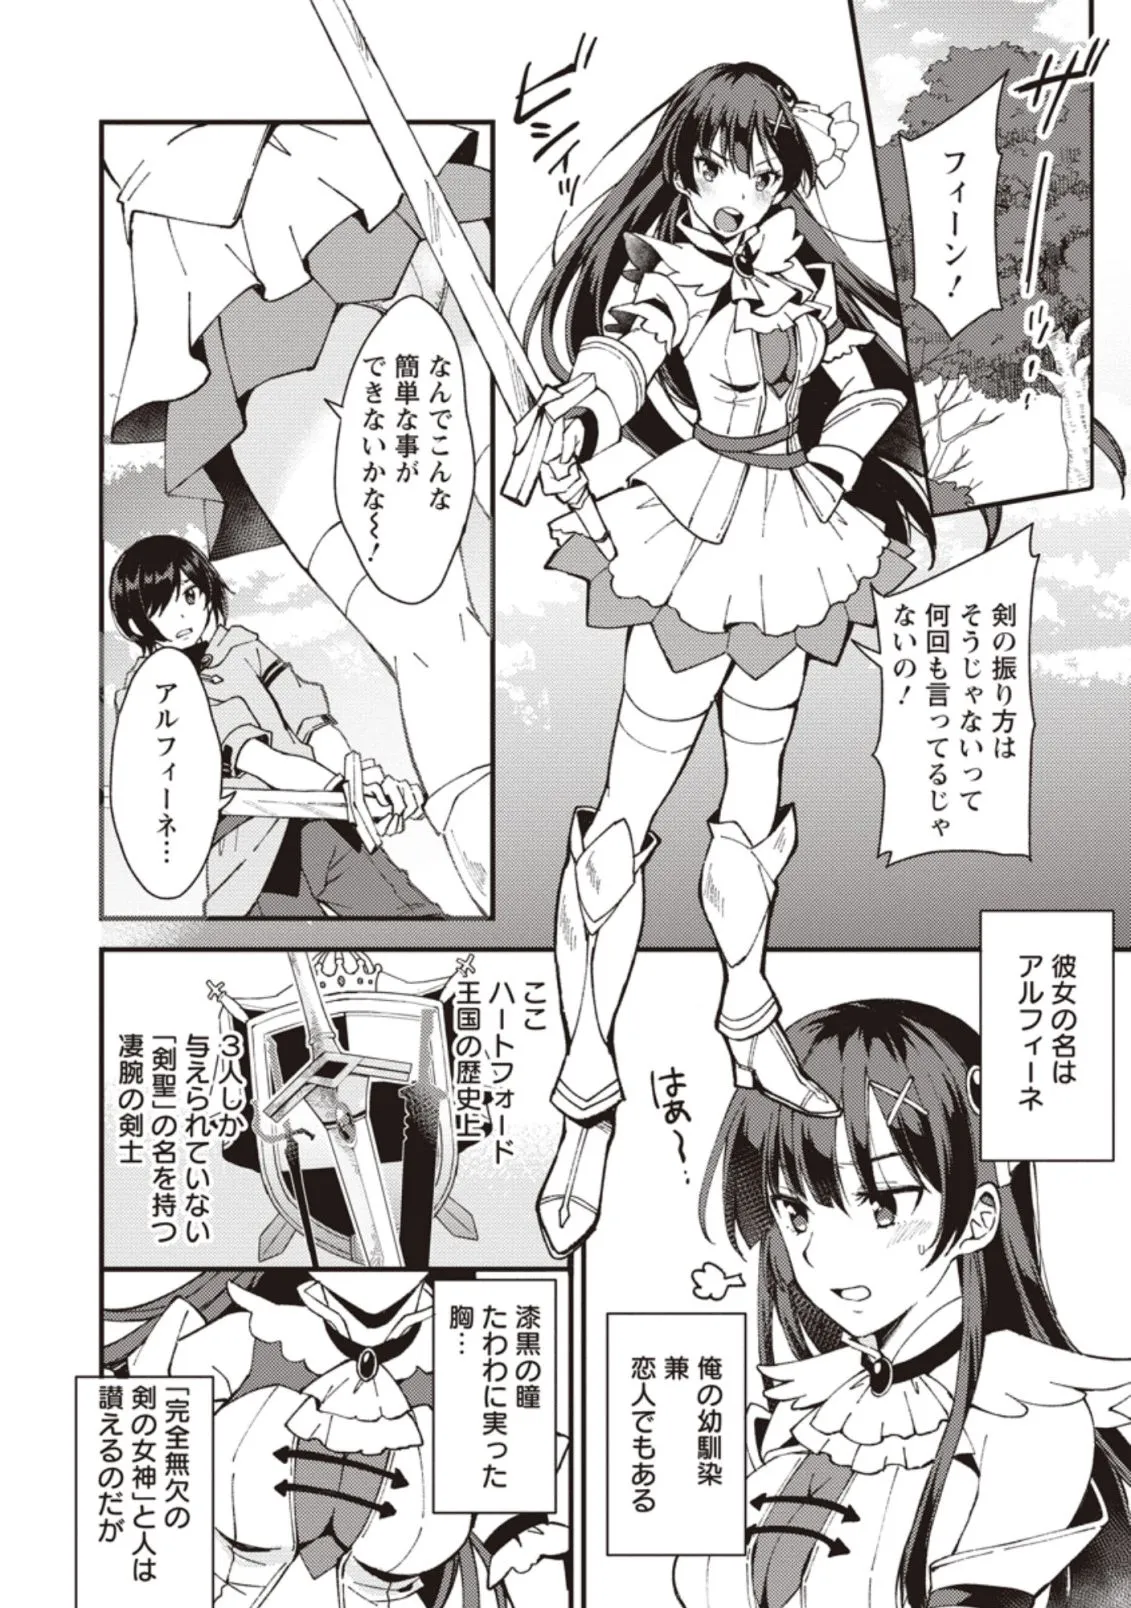 ザーーッ…
フィーン！
ビシッ
剣の振り方は
そうじゃないって
何回も言ってるじゃ
ないの！
なんでこんな
簡単な事が
できないかな〜！
アルフィーネ…
彼女の名は
アルフィーネ
はぁ〜…
俺の幼馴染
兼
恋人でもある
ここ
ハートフォード
王国の歴史上
3人しか
与えられていない
「剣聖」の名を持つ
凄腕の剣士
漆黒の瞳
たわわに実った
胸…
「完全無欠の
剣の女神」と人は
讃えるのだが